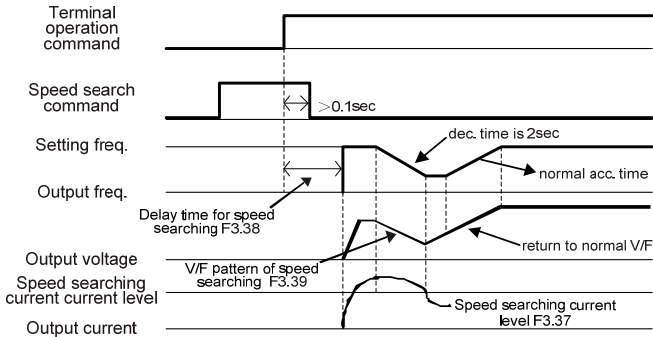 Terminal
operation
command
Speed search
command
>0.1sec
Setting freq.
dec. time is 2sec
normal acc. time
Output freq.
Delay time for speed
searching F3.38
return to normal V/F
Output voltage
V/F pattern of speed
searching F3.39
Speed searching
current current level
Speed searching current
level F3.37
Output current